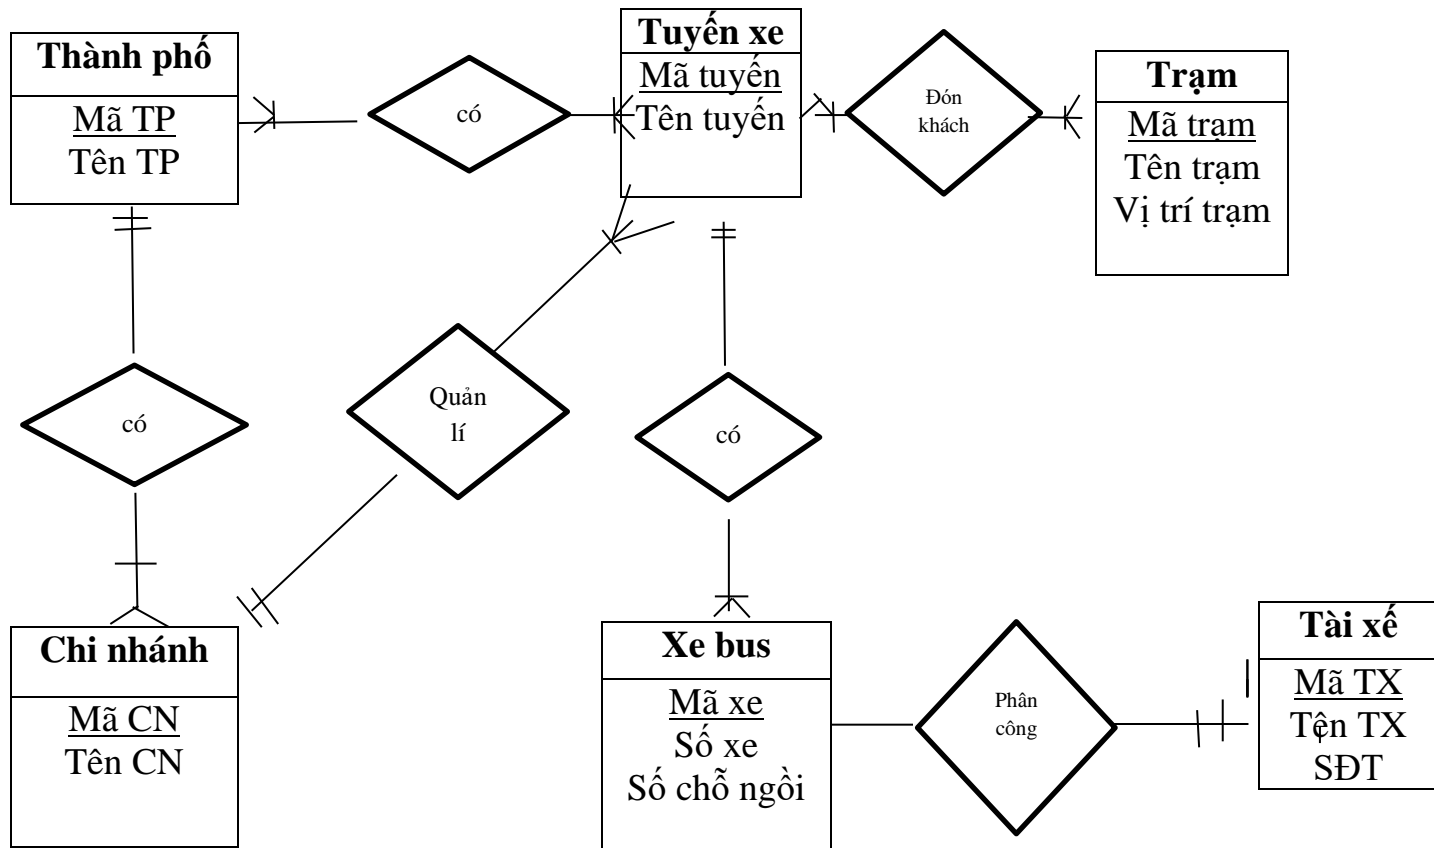 Thành phố
Mã TP
Tên TP
có
Tuyến xe
Mã tuyến
Tên tuyến
Đón
khách
Trạm
Mã trạm
Tên trạm
Vị trí trạm
có
Quản
lí
có
Chi nhánh
Mã CN
Tên CN
Xe bus
Mã xe
Số xe
Số chỗ ngồi
Phân
công
Tài xế
Mã TX
Tên TX
SĐT